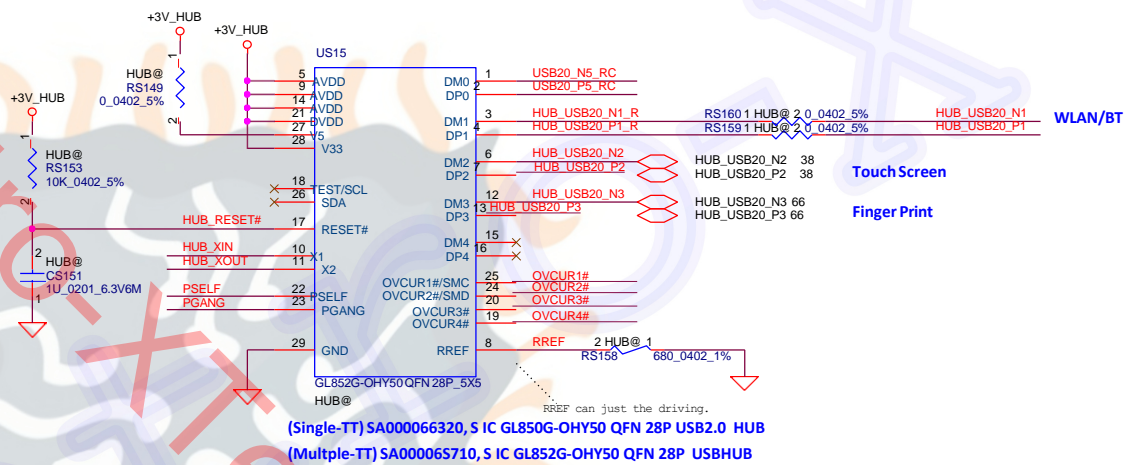 +3V_HUB
+3V_HUB
+3V_HUB
US15
HUB@
RS149
0_0402_5%
1
2
HUB@
RS153
10K_0402_5%
1
2
5 AVDD
9 AVDD
14 AVDD
21 DVDD
27 V5
28 V33
18 TEST/SCL
26 SDA
HUB_RESET# 17 RESET#
HUB_XIN 10 X1
HUB_XOUT 11 X2
PSELF 22 PSELF
PGANG 23 PGANG
29 GND
2
HUB@
CS151
1U_0201_6.3V6M
1
DM0 1 USB20_N5_RC
DP0 2 USB20_P5_RC
DM1 3 HUB_USB20_N1_R RS160 1 HUB@ 2 0_0402_5% HUB_USB20_N1
DP1 4 HUB_USB20_P1_R RS159 1 HUB@ 2 0_0402_5% HUB_USB20_P1
WLAN/BT
DM2 6 HUB_USB20_N2 HUB_USB20_N2 38
DP2 7 HUB_USB20_P2 HUB_USB20_P2 38
Touch Screen
DM3 12 HUB_USB20_N3 HUB_USB20_N3 66
DP3 13 HUB_USB20_P3 HUB_USB20_P3 66
Finger Print
DM4 15
DP4 16
OVCUR1#/SMC 25 OVCUR1#
OVCUR2#/SMD 24 OVCUR2#
OVCUR3# 20 OVCUR3#
OVCUR4# 19 OVCUR4#
RREF 8 RREF 2 HUB@ 1
RS158 680_0402_1%
GL852G-OHY50 QFN 28P_5X5
HUB@
RREF can just the driving.
(Single-TT) SA000066320, S IC GL850G-OHY50 QFN 28P USB2.0 HUB
(Multple-TT) SA00006S710, S IC GL852G-OHY50 QFN 28P USBHUB